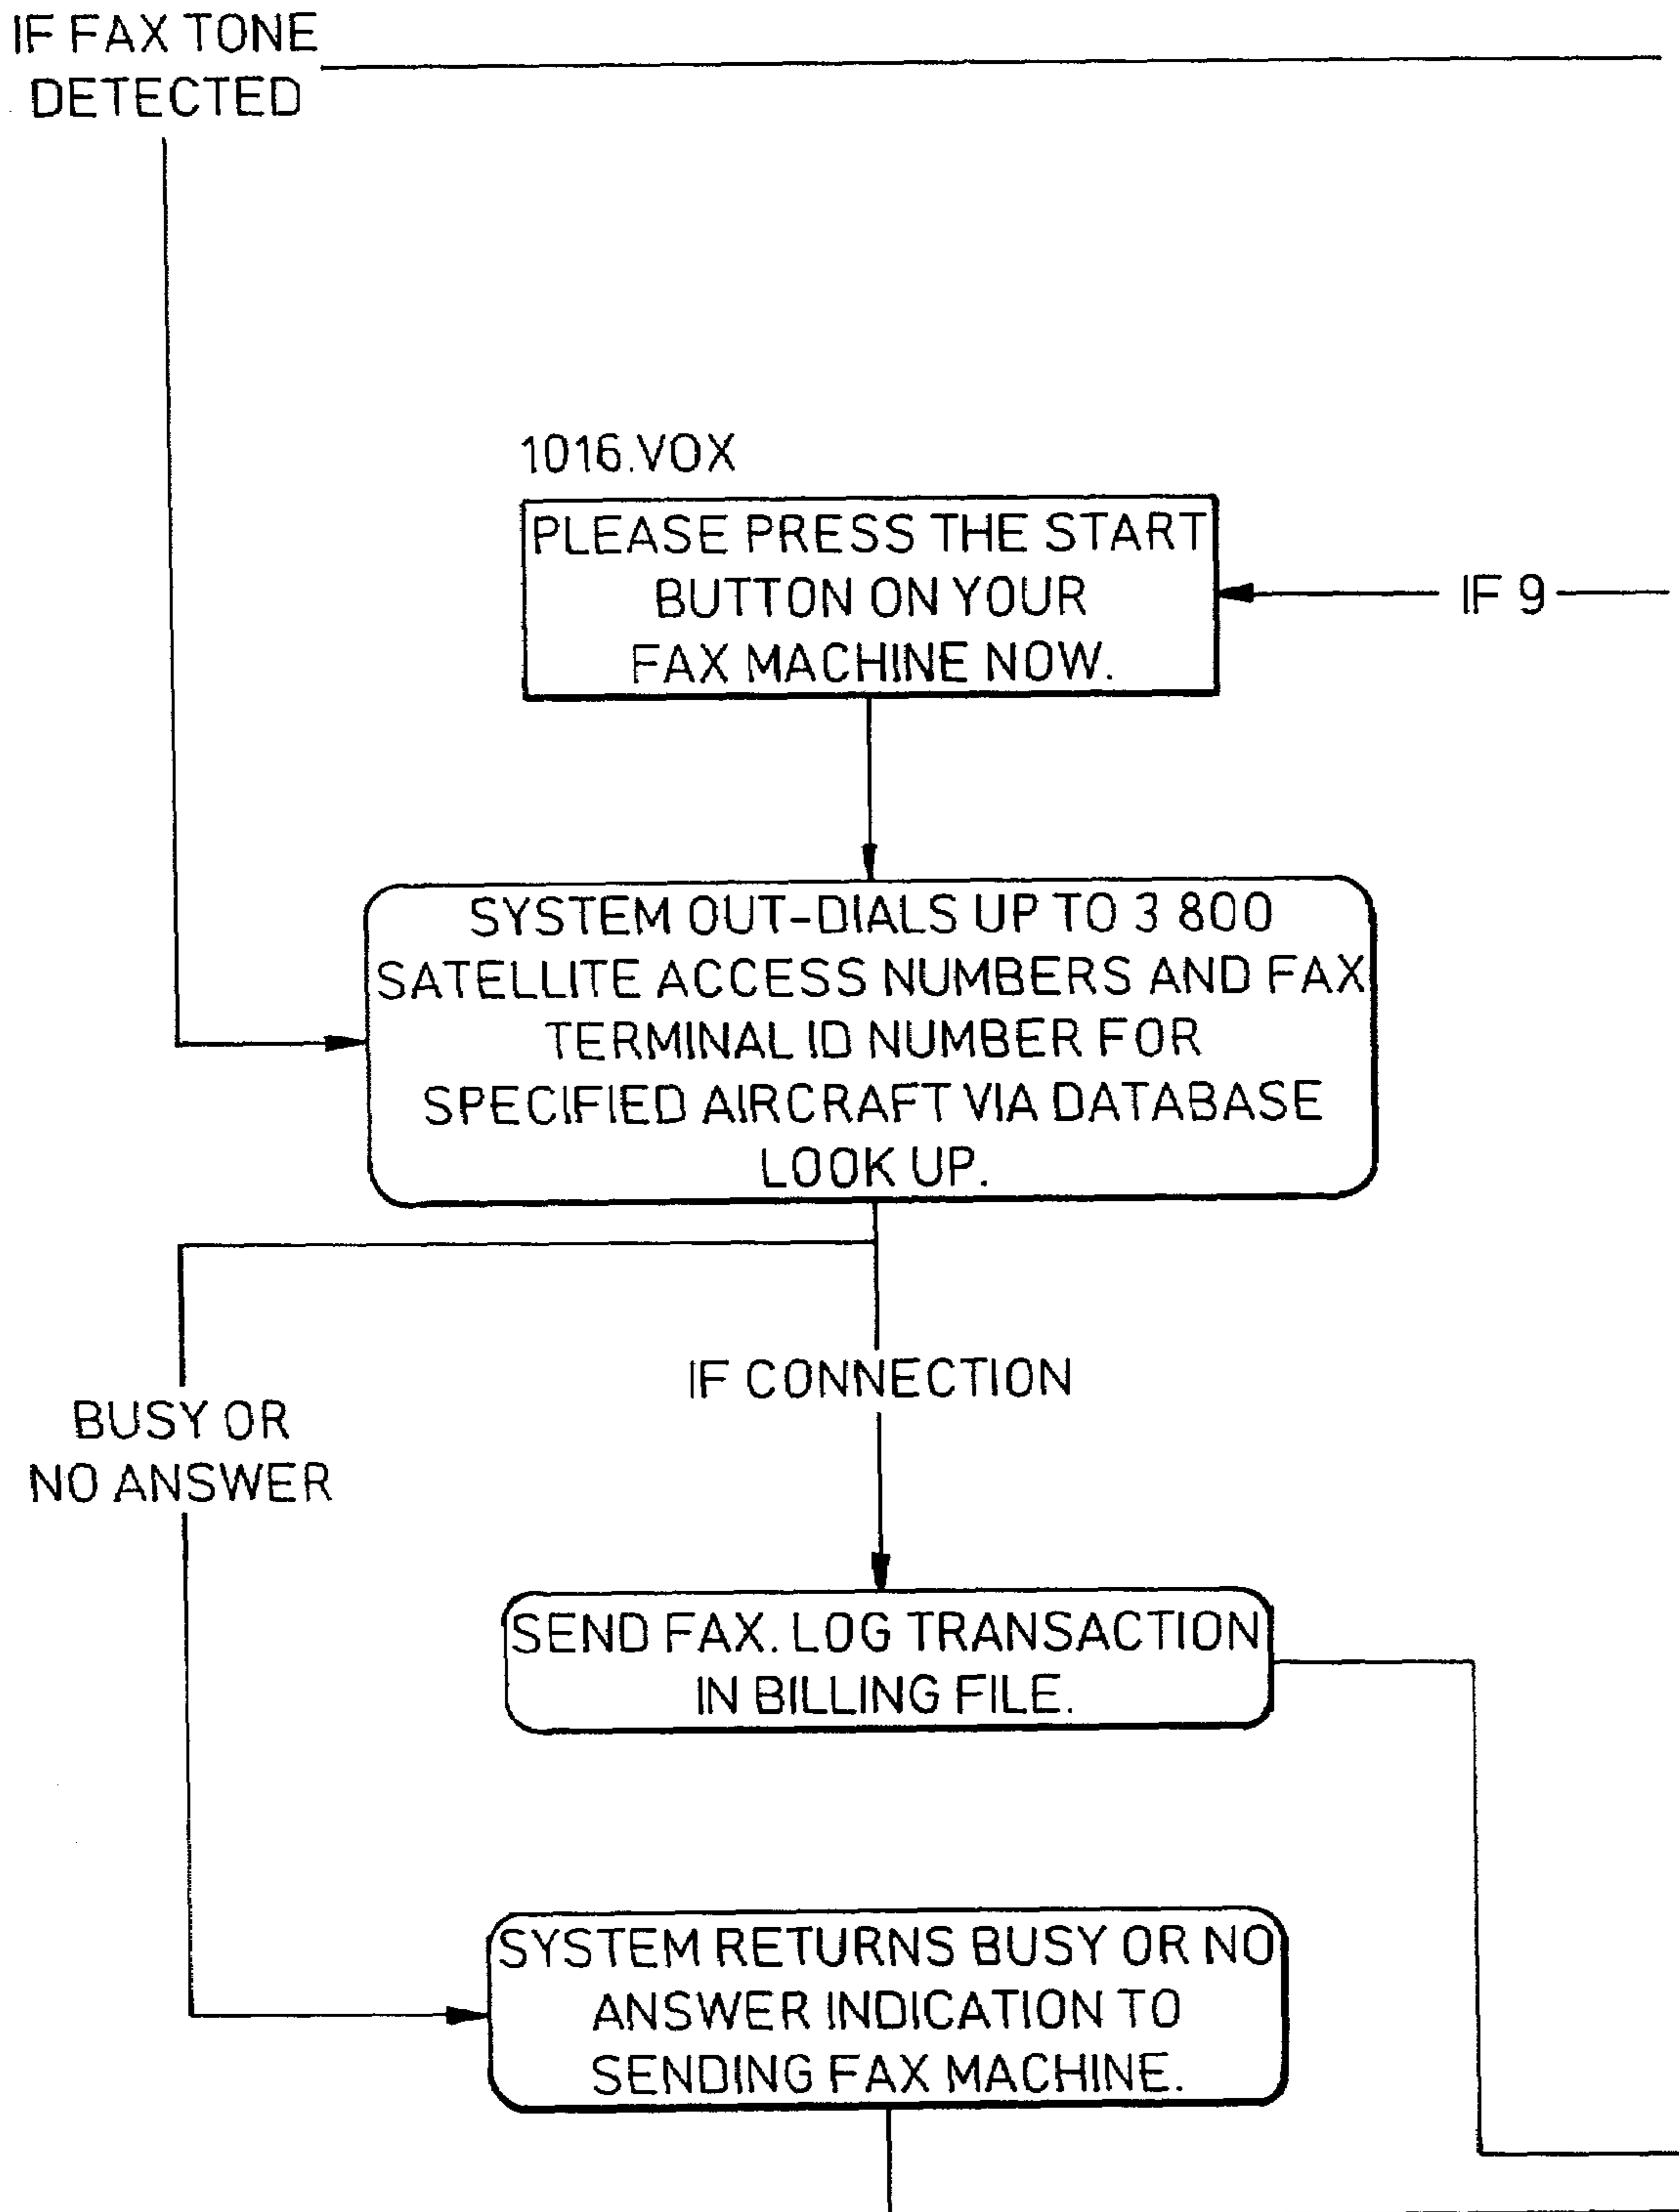 IF FAX TONE
DETECTED
1016.VOX
PLEASE PRESS THE START
BUTTON ON YOUR
FAX MACHINE NOW.
IF 9
SYSTEM OUT-DIALS UP TO 3 800
SATELLITE ACCESS NUMBERS AND FAX
TERMINAL ID NUMBER FOR
SPECIFIED AIRCRAFT VIA DATABASE
LOOK UP.
IF CONNECTION
BUSY OR
NO ANSWER
SEND FAX. LOG TRANSACTION
IN BILLING FILE.
SYSTEM RETURNS BUSY OR NO
ANSWER INDICATION TO
SENDING FAX MACHINE.